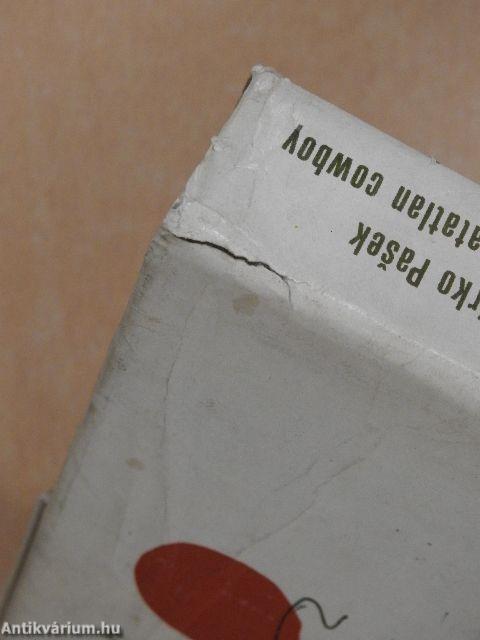 rko Pašek
atatlan cowboy
Antikvárium.hu